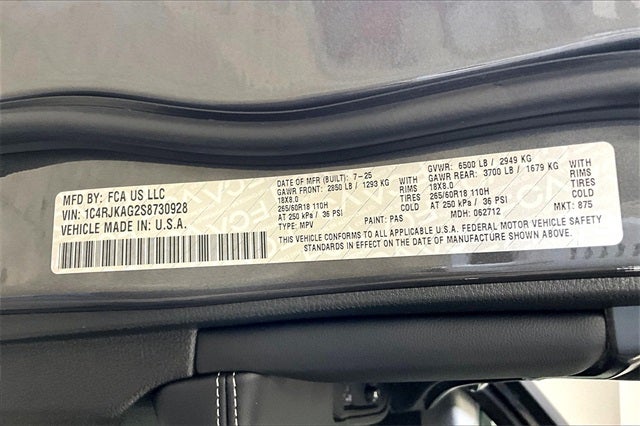 MFD BY: FCA US LLC
VIN: 1C4RJKAG2S8730928
VEHICLE MADE IN: U.S.A.
DATE OF MFR (BUILT): 7-25 GVWR: 6500 LB / 2949 KG
GAWR FRONT: 2850 LB / 1293 KG WITH GAWR REAR: 3700 LB / 1679 KG WITH
18X8.0 TIRES 18X8.0 TIRES
265/60R18 110H RIMS 265/60R18 110H RIMS
AT 250 kPa / 36 PSI AT 250 kPa / 36 PSI
TYPE: MPV PAINT: PAS MDH: 062712 MKT: 875
THIS VEHICLE CONFORMS TO ALL APPLICABLE U.S.A. FEDERAL MOTOR VEHICLE SAFETY
STANDARDS IN EFFECT ON THE DATE OF MANUFACTURE SHOWN ABOVE.